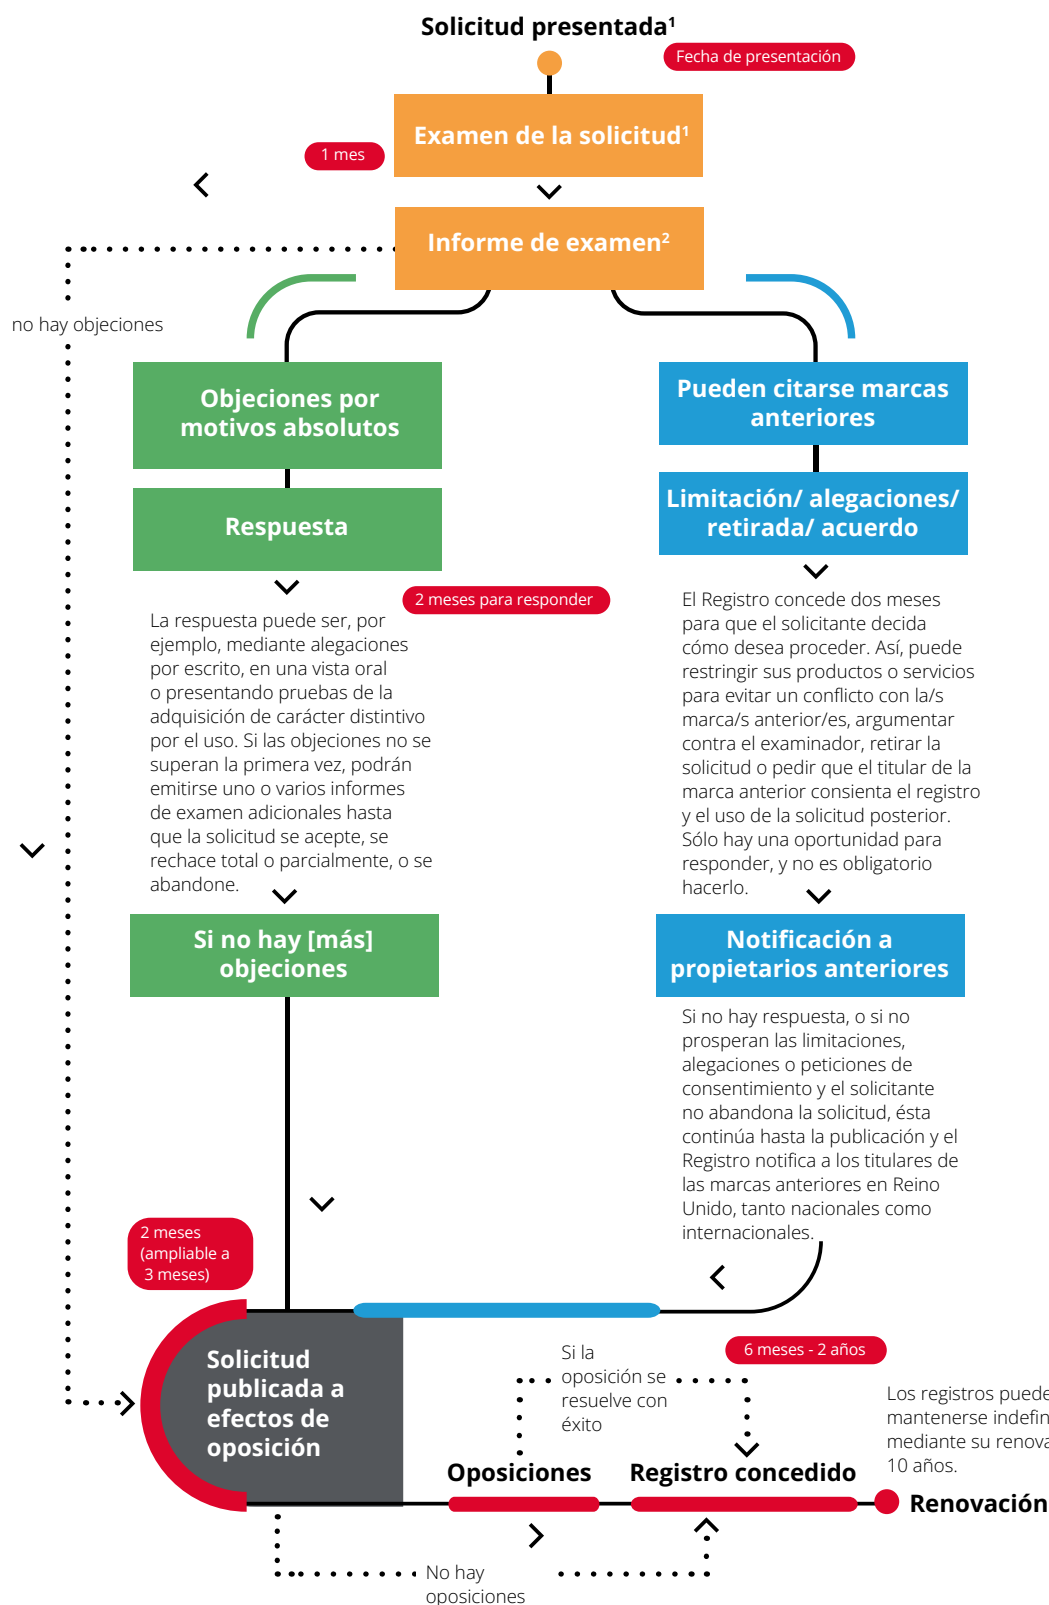 Solicitud presentada¹
Fecha de presentación
Examen de la solicitud¹
1 mes
Informe de examen²
no hay objeciones
Objeciones por
motivos absolutos
Respuesta
2 meses para responder
La respuesta puede ser, por
ejemplo, mediante alegaciones
por escrito, en una vista oral
o presentando pruebas de la
adquisición de carácter distintivo
por el uso. Si las objeciones no se
superan la primera vez, podrán
emitirse uno o varios informes
de examen adicionales hasta
que la solicitud se acepte, se
rechace total o parcialmente, o se
abandone.
Si no hay [más]
objeciones
Pueden citarse marcas
anteriores
Limitación/ alegaciones/
retirada/ acuerdo
El Registro concede dos meses
para que el solicitante decida
cómo desea proceder. Así, puede
restringir sus productos o servicios
para evitar un conflicto con la/s
marca/s anterior/es, argumentar
contra el examinador, retirar la
solicitud o pedir que el titular de la
marca anterior consienta el registro
y el uso de la solicitud posterior.
Sólo hay una oportunidad para
responder, y no es obligatorio
hacerlo.
Notificación a
propietarios anteriores
Si no hay respuesta, o si no
prosperan las limitaciones,
alegaciones o peticiones de
consentimiento y el solicitante
no abandona la solicitud, ésta
continúa hasta la publicación y el
Registro notifica a los titulares de
las marcas anteriores en Reino
Unido, tanto nacionales como
internacionales.
2 meses
(ampliable a
3 meses)
Solicitud
publicada a
efectos de
oposición
Si la
oposición se
resuelve con
éxito
6 meses - 2 años
Los registros puede
mantenerse indefin
mediante su renova
10 años.
Oposiciones
Registro concedido
Renovación
No hay
oposiciones